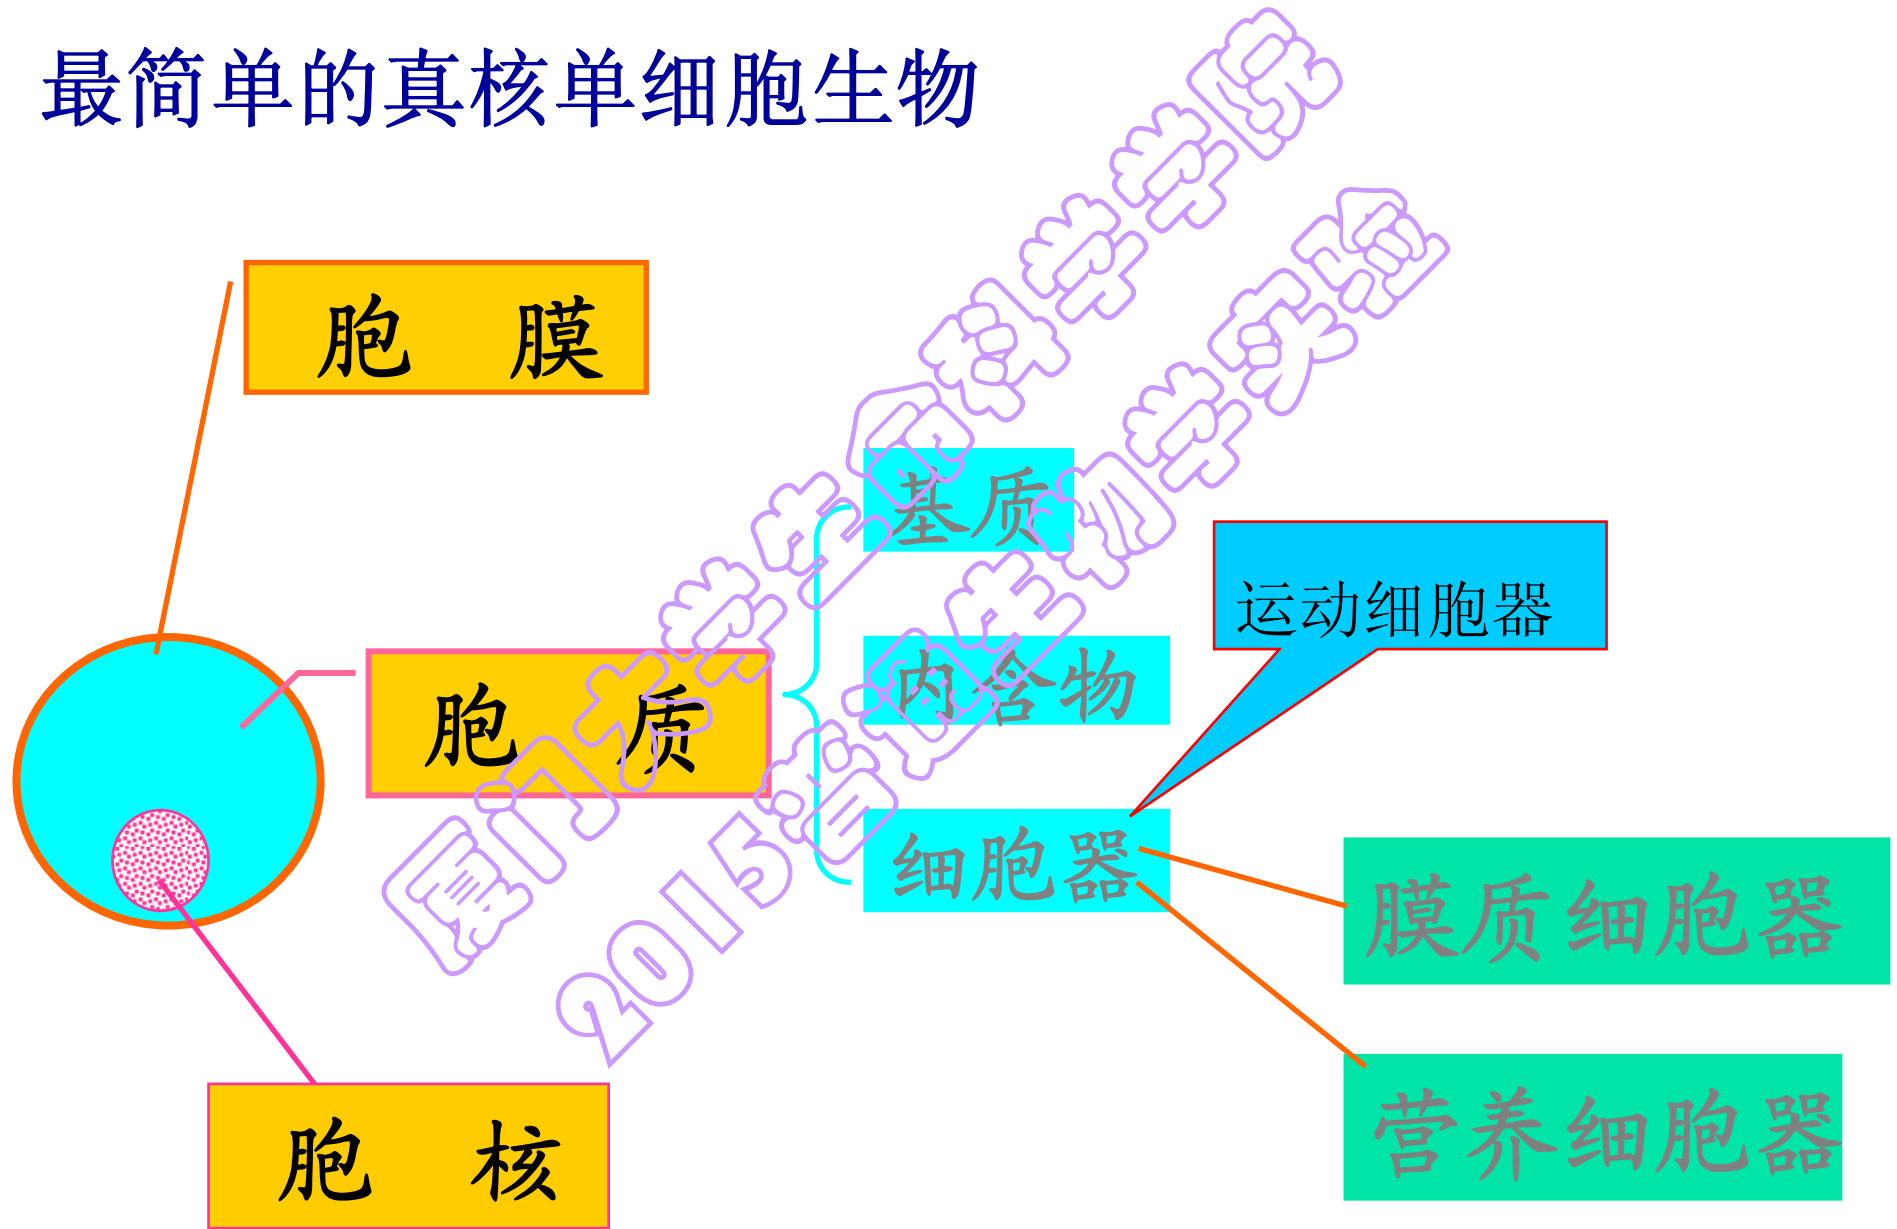 最简单的真核单细胞生物
胞 膜
基质
运动细胞器
内含物
胞 质
细胞器
膜质细胞器
营养细胞器
胞 核
厦门大学生命科学学院
2015普通生物学实验